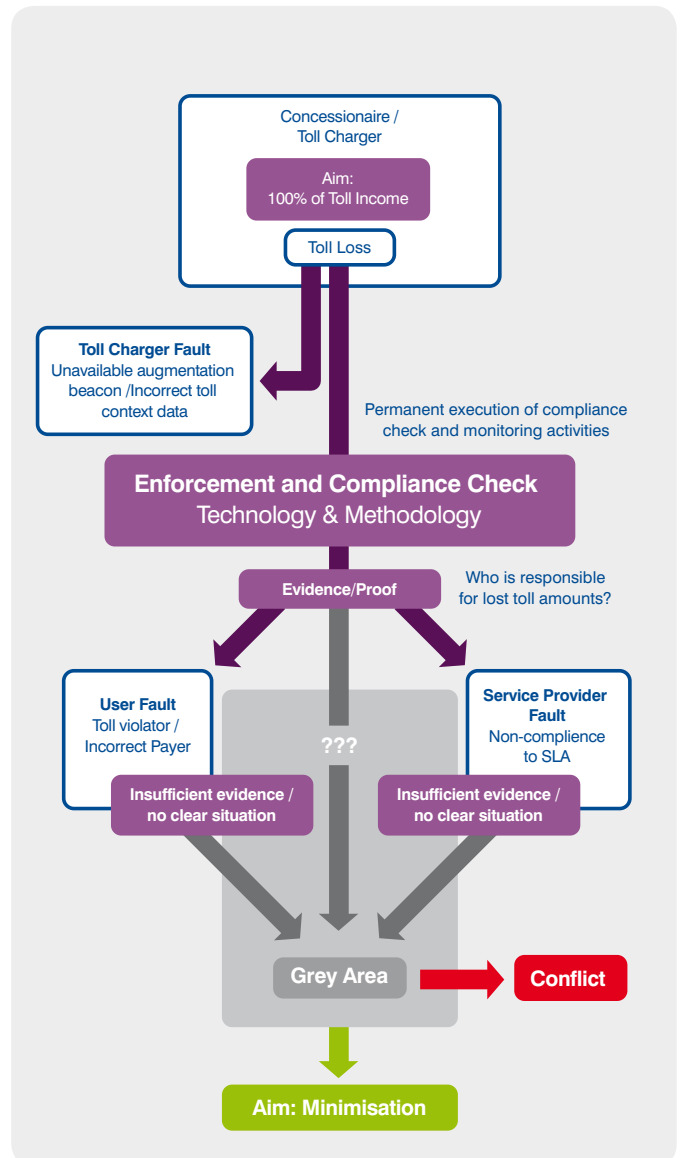 Concessionaire /
Toll Charger
Aim:
100% of Toll Income
Toll Loss
Toll Charger Fault
Unavailable augmentation
beacon /Incorrect toll
context data
Permanent execution of compliance
check and monitoring activities
Enforcement and Compliance Check
Technology & Methodology
Evidence/Proof
Who is responsible
for lost toll amounts?
User Fault
Toll violator /
Incorrect Payer
???
Service Provider
Fault
Non-complience
to SLA
Insufficient evidence /
no clear situation
Insufficient evidence /
no clear situation
Grey Area
Conflict
Aim: Minimisation